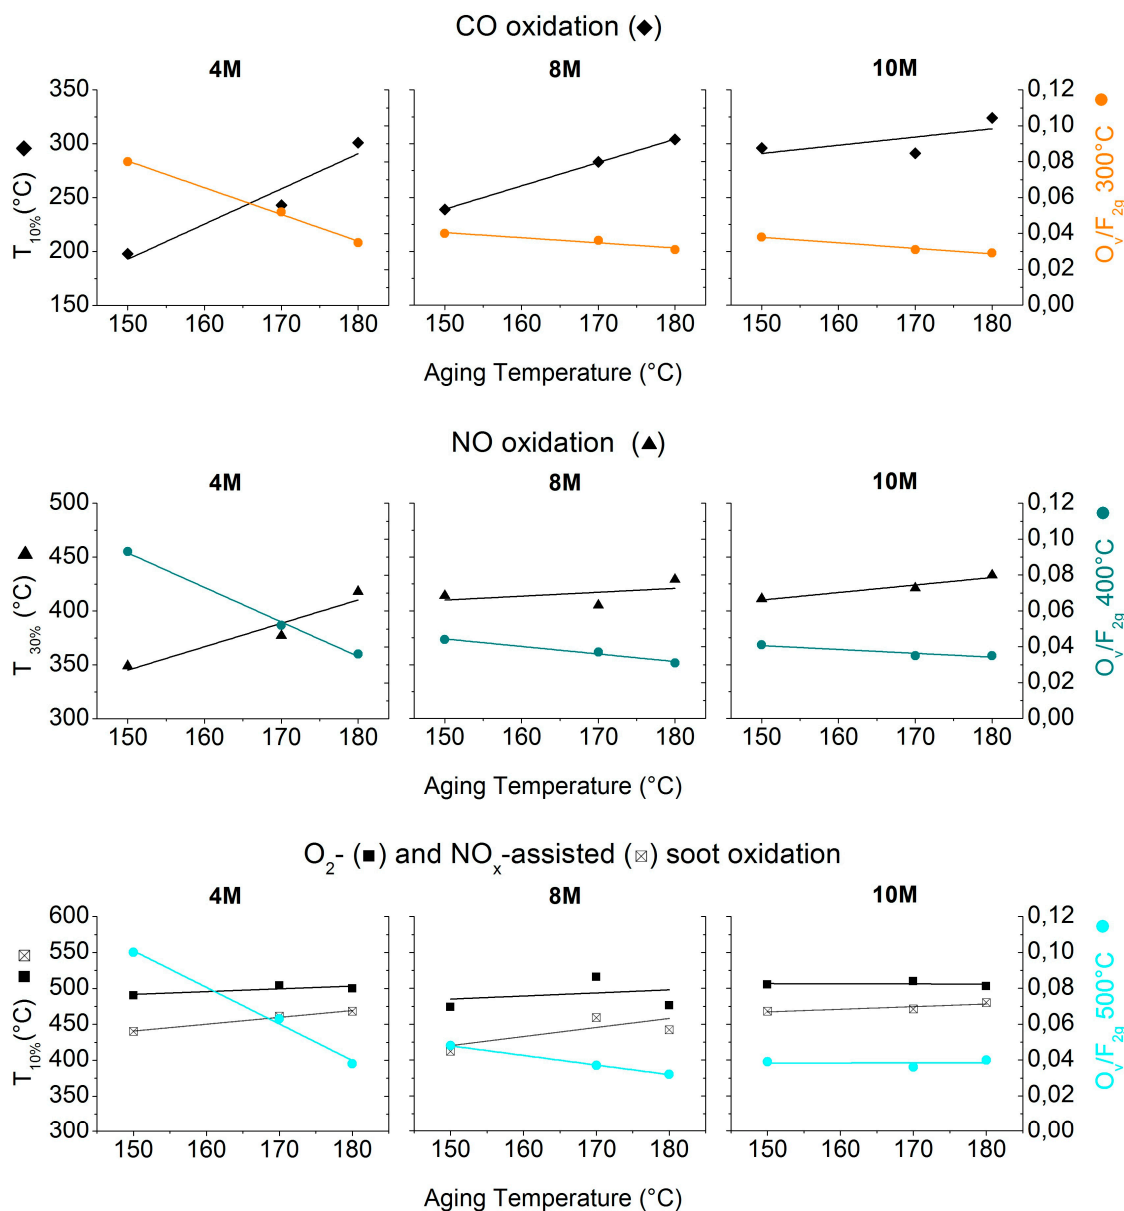 CO oxidation (◆)
4M 8M 10M
T10% (°C) ◆
350
300
250
200
150
150 160 170 180
150 160 170 180
150 160 170 180
0,12
0,10
0,08
0,06
0,04
0,02
0,00
Ov/F2g 300°C ●
Aging Temperature (°C)
NO oxidation (▲)
4M 8M 10M
T30% (°C) ▲
500
450
400
350
300
150 160 170 180
150 160 170 180
150 160 170 180
0,12
0,10
0,08
0,06
0,04
0,02
0,00
Ov/F2g 400°C ●
Aging Temperature (°C)
O2- (■) and NOx-assisted (⊠) soot oxidation
4M 8M 10M
T10% (°C) ■ ⊠
600
550
500
450
400
350
300
150 160 170 180
150 160 170 180
150 160 170 180
0,12
0,10
0,08
0,06
0,04
0,02
0,00
Ov/F2g 500°C ●
Aging Temperature (°C)